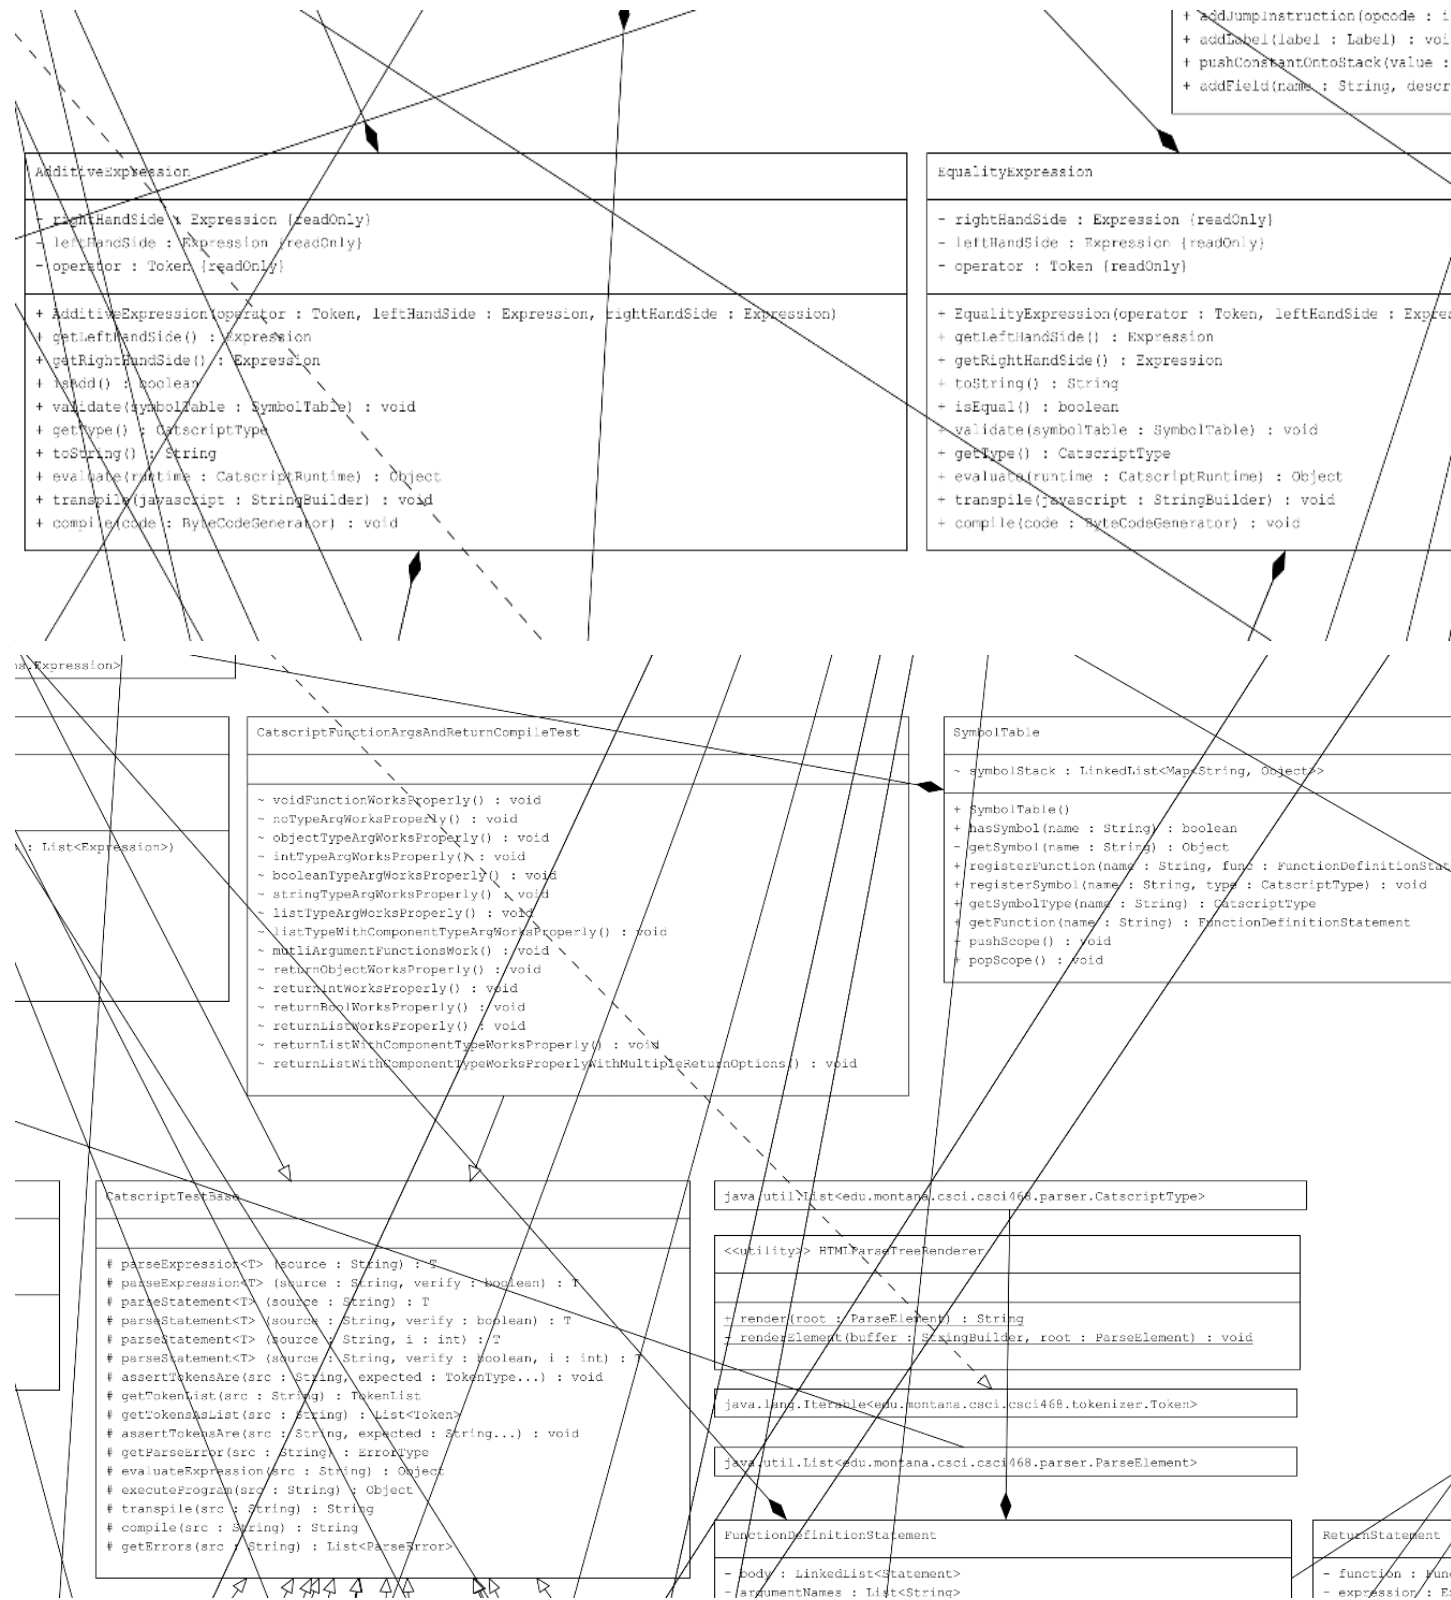 + addJumpInstruction(opcode : i
+ addLabel(label : Label) : voi
+ pushConstantOntoStack(value :
+ addField(name : String, descr
AdditiveExpression
- rightHandSide : Expression {readOnly}
- leftHandSide : Expression {readOnly}
- operator : Token {readOnly}
+ AdditiveExpression(operator : Token, leftHandSide : Expression, rightHandSide : Expression)
+ getLeftHandSide() : Expression
+ getRightHandSide() : Expression
+ isAdd() : boolean
+ validate(symbolTable : SymbolTable) : void
+ getType() : CatscriptType
+ toString() : String
+ evaluate(runtime : CatscriptRuntime) : Object
+ transpile(javascript : StringBuilder) : void
+ compile(code : ByteCodeGenerator) : void
EqualityExpression
- rightHandSide : Expression {readOnly}
- leftHandSide : Expression {readOnly}
- operator : Token {readOnly}
+ EqualityExpression(operator : Token, leftHandSide : Expres
+ getLeftHandSide() : Expression
+ getRightHandSide() : Expression
+ toString() : String
+ isEqual() : boolean
+ validate(symbolTable : SymbolTable) : void
+ getType() : CatscriptType
+ evaluate(runtime : CatscriptRuntime) : Object
+ transpile(javascript : StringBuilder) : void
+ compile(code : ByteCodeGenerator) : void
ns.Expression>
: List<Expression>)
CatscriptFunctionArgsAndReturnCompileTest
~ voidFunctionWorksProperly() : void
~ noTypeArgWorksProperly() : void
~ objectTypeArgWorksProperly() : void
~ intTypeArgWorksProperly() : void
~ booleanTypeArgWorksProperly() : void
~ stringTypeArgWorksProperly() : void
~ listTypeArgWorksProperly() : void
~ listTypeWithComponentTypeArgWorksProperly() : void
~ mutliArgumentFunctionsWork() : void
~ returnObjectWorksProperly() : void
~ returnIntWorksProperly() : void
~ returnBoolWorksProperly() : void
~ returnListWorksProperly() : void
~ returnListWithComponentTypeWorksProperly() : void
~ returnListWithComponentTypeWorksProperlyWithMultipleReturnOptions() : void
SymbolTable
~ symbolStack : LinkedList<Map<String, Object>>
+ SymbolTable()
+ hasSymbol(name : String) : boolean
- getSymbol(name : String) : Object
+ registerFunction(name : String, func : FunctionDefinitionStat
+ registerSymbol(name : String, type : CatscriptType) : void
+ getSymbolType(name : String) : CatscriptType
+ getFunction(name : String) : FunctionDefinitionStatement
+ pushScope() : void
+ popScope() : void
CatscriptTestBase
# parseExpression<T> (source : String) : T
# parseExpression<T> (source : String, verify : boolean) : T
# parseStatement<T> (source : String) : T
# parseStatement<T> (source : String, verify : boolean) : T
# parseStatement<T> (source : String, i : int) : T
# parseStatement<T> (source : String, verify : boolean, i : int) : T
# assertTokensAre(src : String, expected : TokenType...) : void
# getTokenList(src : String) : TokenList
# getTokensAsList(src : String) : List<Token>
# assertTokensAre(src : String, expected : String...) : void
# getParseError(src : String) : ErrorType
# evaluateExpression(src : String) : Object
# executeProgram(src : String) : Object
# transpile(src : String) : String
# compile(src : String) : String
# getErrors(src : String) : List<ParseError>
java.util.List<edu.montana.csci.csci468.parser.CatscriptType>
<<utility>> HTMLParseTreeRenderer
+ render(root : ParseElement) : String
- renderElement(buffer : StringBuilder, root : ParseElement) : void
java.lang.Iterable<edu.montana.csci.csci468.tokenizer.Token>
java.util.List<edu.montana.csci.csci468.parser.ParseElement>
FunctionDefinitionStatement
- body : LinkedList<Statement>
- argumentNames : List<String>
ReturnStatement
- function : Func
- expression : Ex